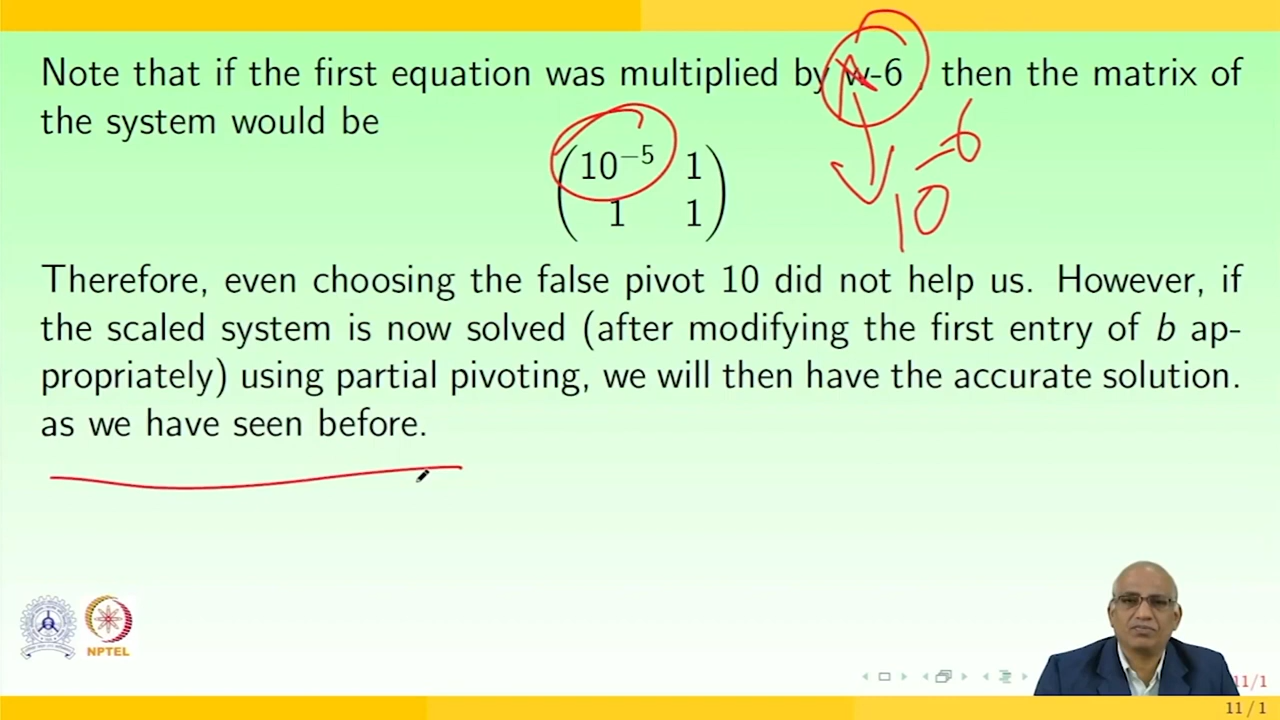 Note that if the first equation was multiplied by w-6 , then the matrix of
the system would be
10⁻⁵ 1
1 1
10⁻⁶
Therefore, even choosing the false pivot 10 did not help us. However, if
the scaled system is now solved (after modifying the first entry of b ap-
propriately) using partial pivoting, we will then have the accurate solution.
as we have seen before.
NPTEL
11/1
11 / 1